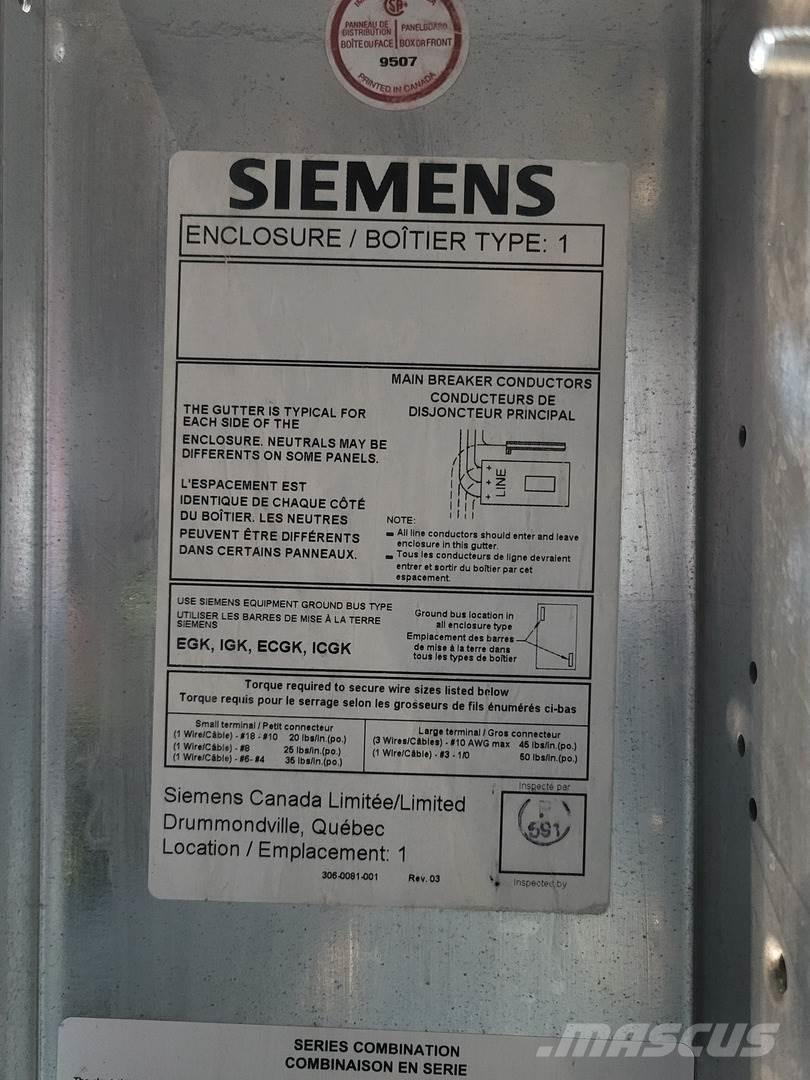 SA
PANNEAU DE DISTRIBUTION
BOÎTE OU FACE
PANELBOARD
BOX OR FRONT
9507
PRINTED IN CANADA
SIEMENS
ENCLOSURE / BOÎTIER TYPE: 1
THE GUTTER IS TYPICAL FOR
EACH SIDE OF THE
ENCLOSURE. NEUTRALS MAY BE
DIFFERENTS ON SOME PANELS.
L'ESPACEMENT EST
IDENTIQUE DE CHAQUE CÔTÉ
DU BOÎTIER. LES NEUTRES
PEUVENT ÊTRE DIFFÉRENTS
DANS CERTAINS PANNEAUX.
MAIN BREAKER CONDUCTORS
CONDUCTEURS DE
DISJONCTEUR PRINCIPAL
LINE
NOTE:
All line conductors should enter and leave
enclosure in this gutter.
Tous les conducteurs de ligne devraient
entrer et sortir du boîtier par cet
espacement.
USE SIEMENS EQUIPMENT GROUND BUS TYPE
UTILISER LES BARRES DE MISE À LA TERRE
SIEMENS
EGK, IGK, ECGK, ICGK
Ground bus location in
all enclosure type
Emplacement des barres
de mise à la terre dans
tous les types de boîtier
Torque required to secure wire sizes listed below
Torque requis pour le serrage selon les grosseurs de fils énumérés ci-bas
Small terminal / Petit connecteur
(1 Wire/Câble) - #18 - #10 20 lbs/in.(po.)
(1 Wire/Câble) - #8 25 lbs/in.(po.)
(1 Wire/Câble) - #6- #4 35 lbs/in.(po.)
Large terminal / Gros connecteur
(3 Wires/Câbles) - #10 AWG max 45 lbs/in.(po.)
(1 Wire/Câble) - #3 - 1/0 50 lbs/in.(po.)
Siemens Canada Limitée/Limited
Drummondville, Québec
Location / Emplacement: 1
306-0081-001 Rev. 03
Inspecté par
591
Inspected by
SERIES COMBINATION
COMBINAISON EN SERIE
MASCUS